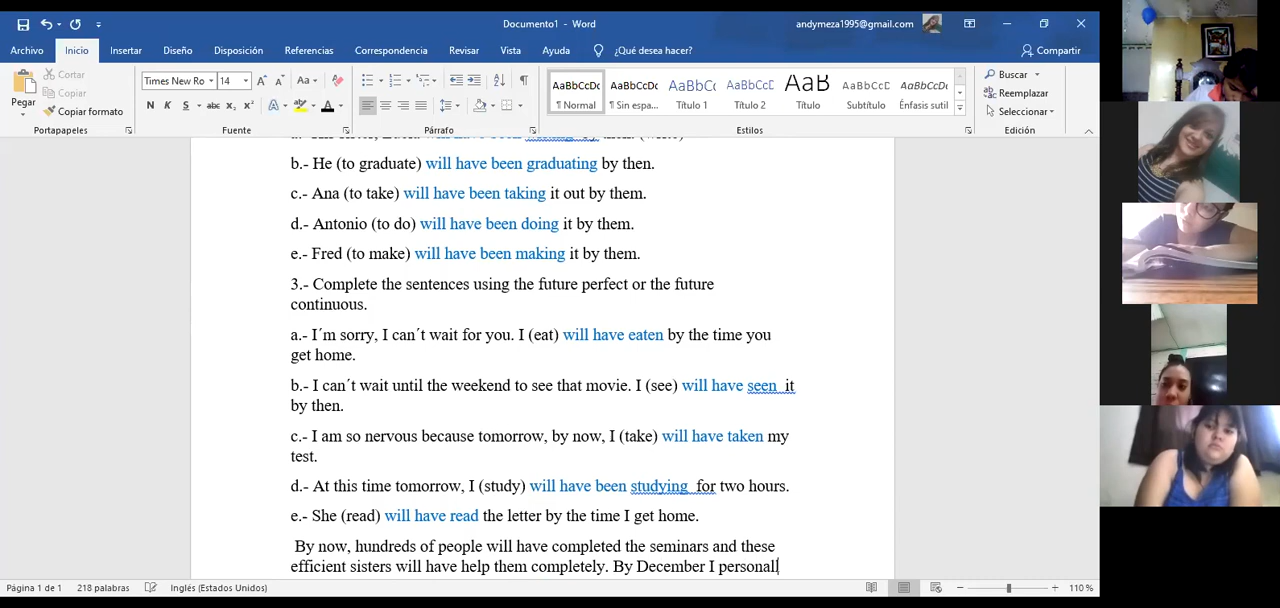 Documento1 - Word
andymeza1995@gmail.com
Archivo Inicio Insertar Diseño Disposición Referencias Correspondencia Revisar Vista Ayuda ¿Qué desea hacer? Compartir
Pegar
Cortar
Copiar
Copiar formato
Portapapeles
Times New Ro 14
N K S abc x₂ x²
Fuente
Párrafo
AaBbCcDc AaBbCcDc AaBbC AaBbCcD AaB AaBbCcD AaBbCcDc
¶ Normal ¶ Sin espa... Título 1 Título 2 Título Subtítulo Énfasis sutil
Estilos
Buscar
Reemplazar
Seleccionar
Edición
b.- He (to graduate) will have been graduating by then.
c.- Ana (to take) will have been taking it out by them.
d.- Antonio (to do) will have been doing it by them.
e.- Fred (to make) will have been making it by them.
3.- Complete the sentences using the future perfect or the future
continuous.
a.- I´m sorry, I can´t wait for you. I (eat) will have eaten by the time you
get home.
b.- I can´t wait until the weekend to see that movie. I (see) will have seen it
by then.
c.- I am so nervous because tomorrow, by now, I (take) will have taken my
test.
d.- At this time tomorrow, I (study) will have been studying for two hours.
e.- She (read) will have read the letter by the time I get home.
By now, hundreds of people will have completed the seminars and these
efficient sisters will have help them completely. By December I personall
Página 1 de 1 218 palabras Inglés (Estados Unidos) 110 %